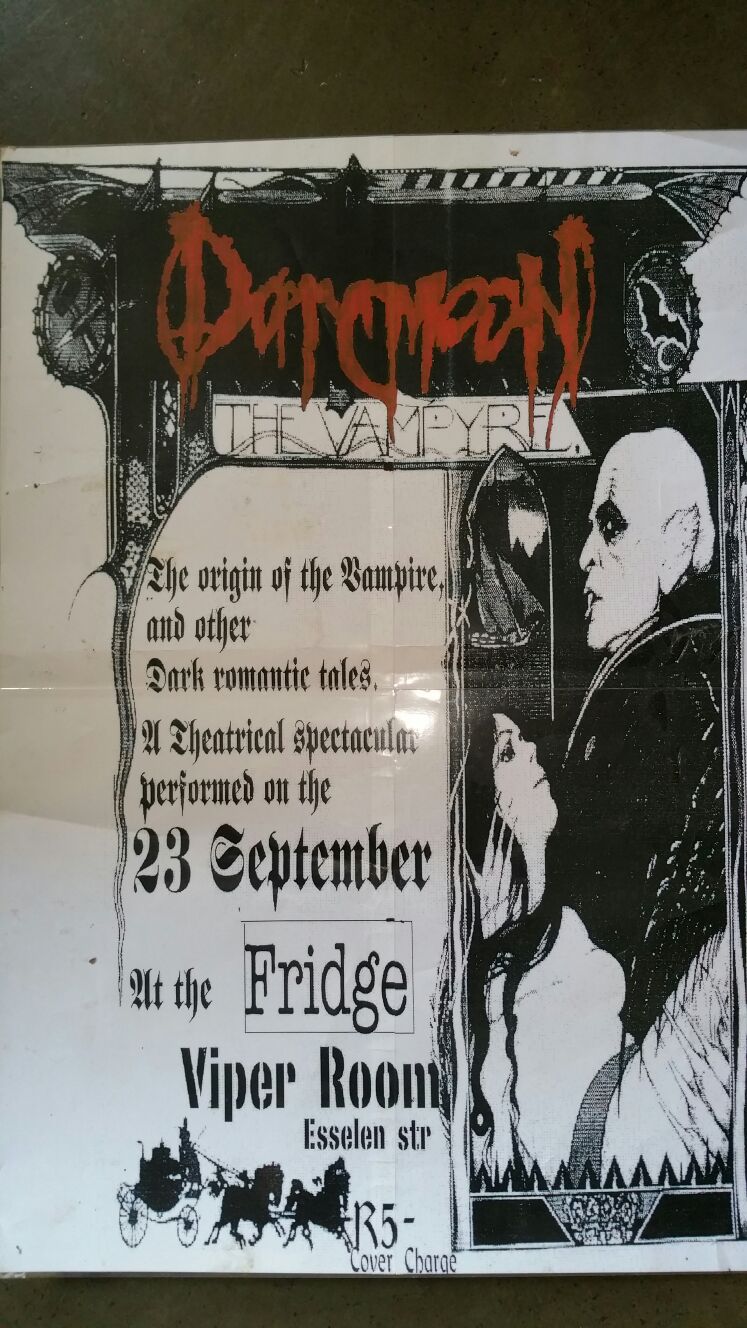 Darcmoon
THE VAMPYRE.
The origin of the Vampire,
and other
Dark romantic tales.
A Theatrical spectacular
performed on the
23 September
At the Fridge
Viper Room
Esselen str
R5-
Cover Charge